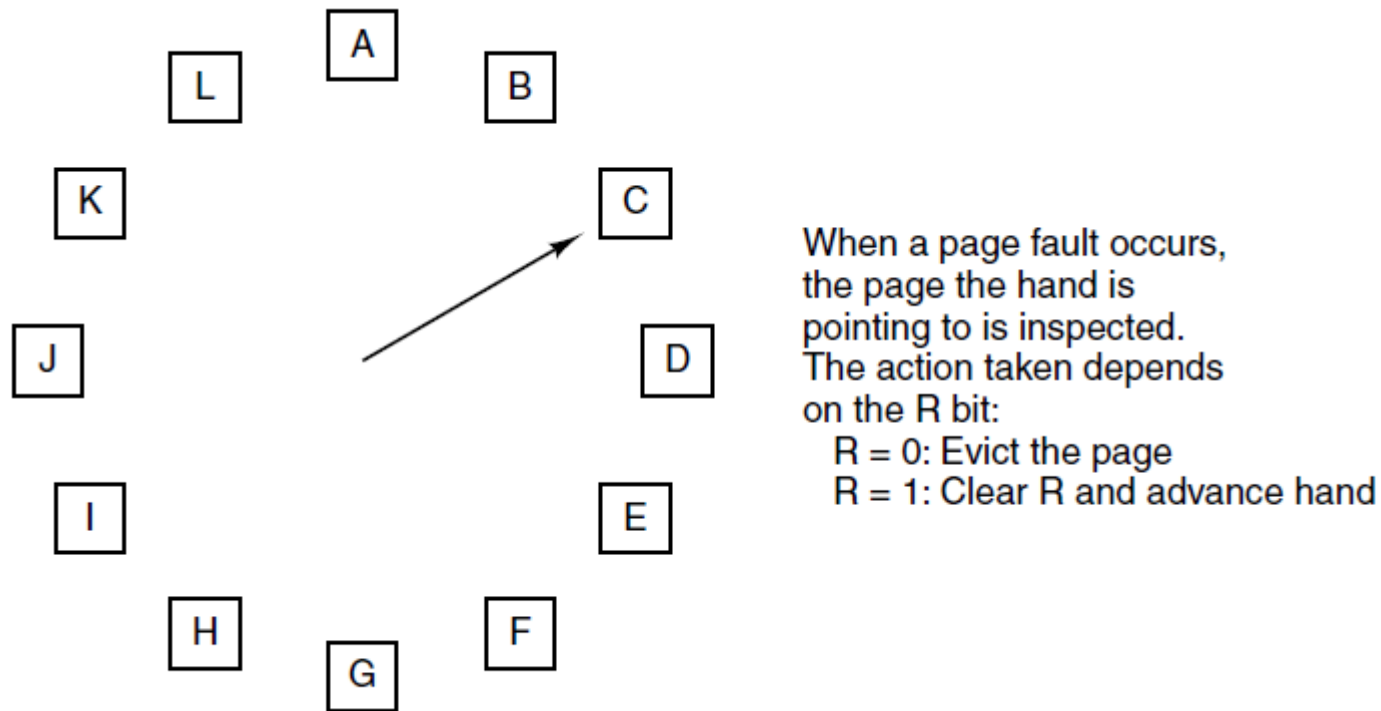 A
L
B
K
C
J
D
I
E
H
F
G
When a page fault occurs,
the page the hand is
pointing to is inspected.
The action taken depends
on the R bit:
R = 0: Evict the page
R = 1: Clear R and advance hand